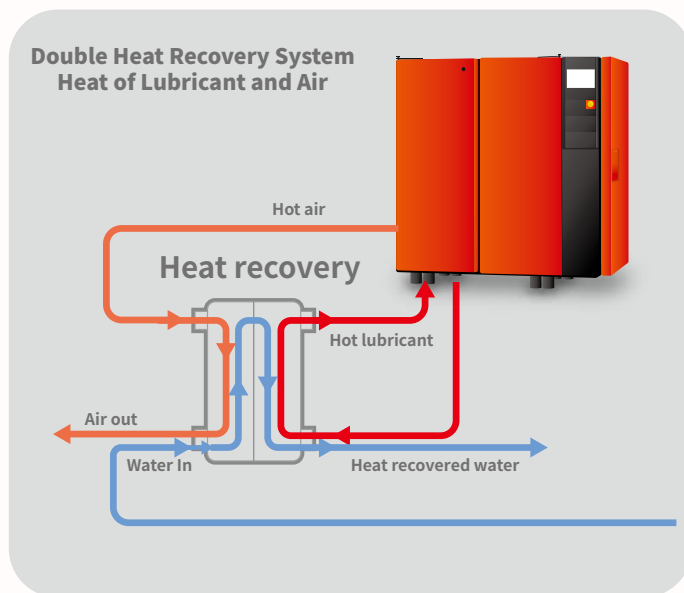 Double Heat Recovery System
Heat of Lubricant and Air
Hot air
Heat recovery
Hot lubricant
Air out
Water In
Heat recovered water